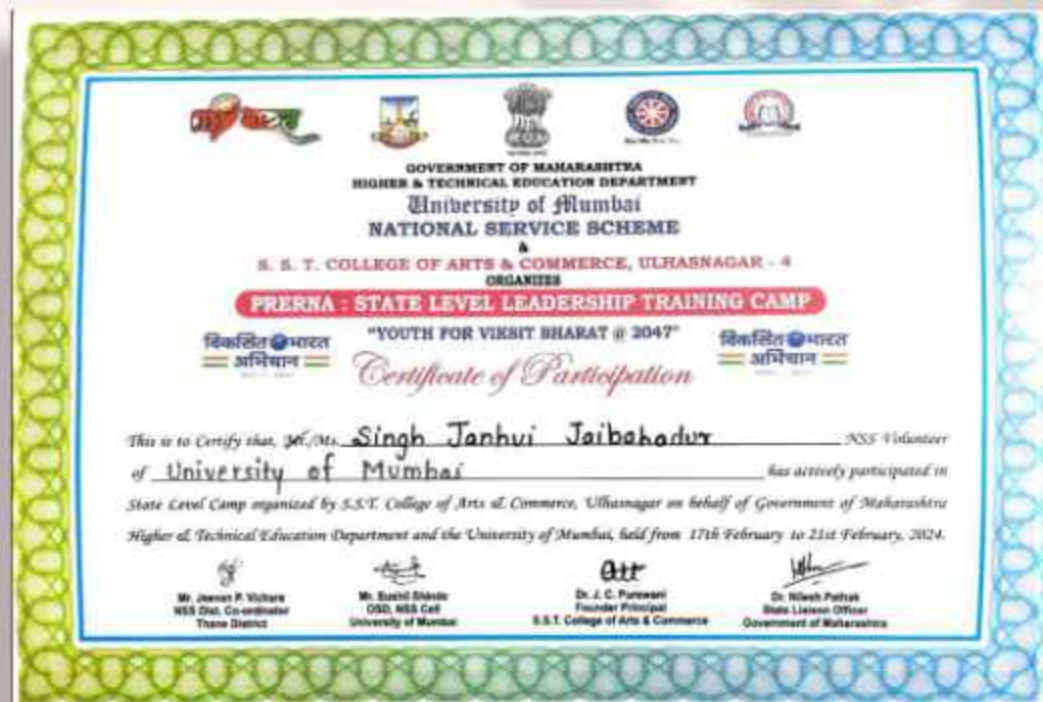 GOVERNMENT OF MAHARASHTRA
HIGHER & TECHNICAL EDUCATION DEPARTMENT
University of Mumbai
NATIONAL SERVICE SCHEME
&
S. S. T. COLLEGE OF ARTS & COMMERCE, ULHASNAGAR - 4
ORGANIZES
PRERNA : STATE LEVEL LEADERSHIP TRAINING CAMP
"YOUTH FOR VIKSIT BHARAT @ 2047"
विकसित भारत
अभियान
विकसित भारत
अभियान
Certificate of Participation
This is to Certify that, Mr./Ms. Singh Janhvi Jaibahadur NSS Volunteer
of University of Mumbai has actively participated in
State Level Camp organized by S.S.T. College of Arts & Commerce, Ulhasnagar on behalf of Government of Maharashtra
Higher & Technical Education Department and the University of Mumbai, held from 17th February to 21st February, 2024.
Mr. Jeevan P. Vichare
NSS Dist. Co-ordinator
Thane District
Mr. Sushil Shinde
OSD, NSS Cell
University of Mumbai
Dr. J. C. Purswani
Founder Principal
S.S.T. College of Arts & Commerce
Dr. Nilesh Pathak
State Liaison Officer
Government of Maharashtra